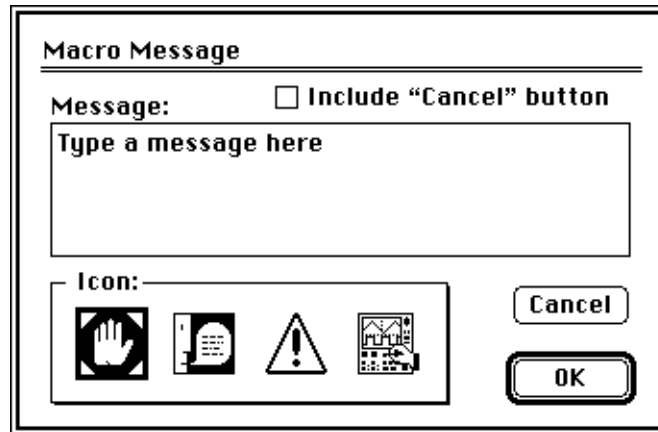 Macro Message
Message:
Include “Cancel” button
Type a message here
Icon:
Cancel
OK